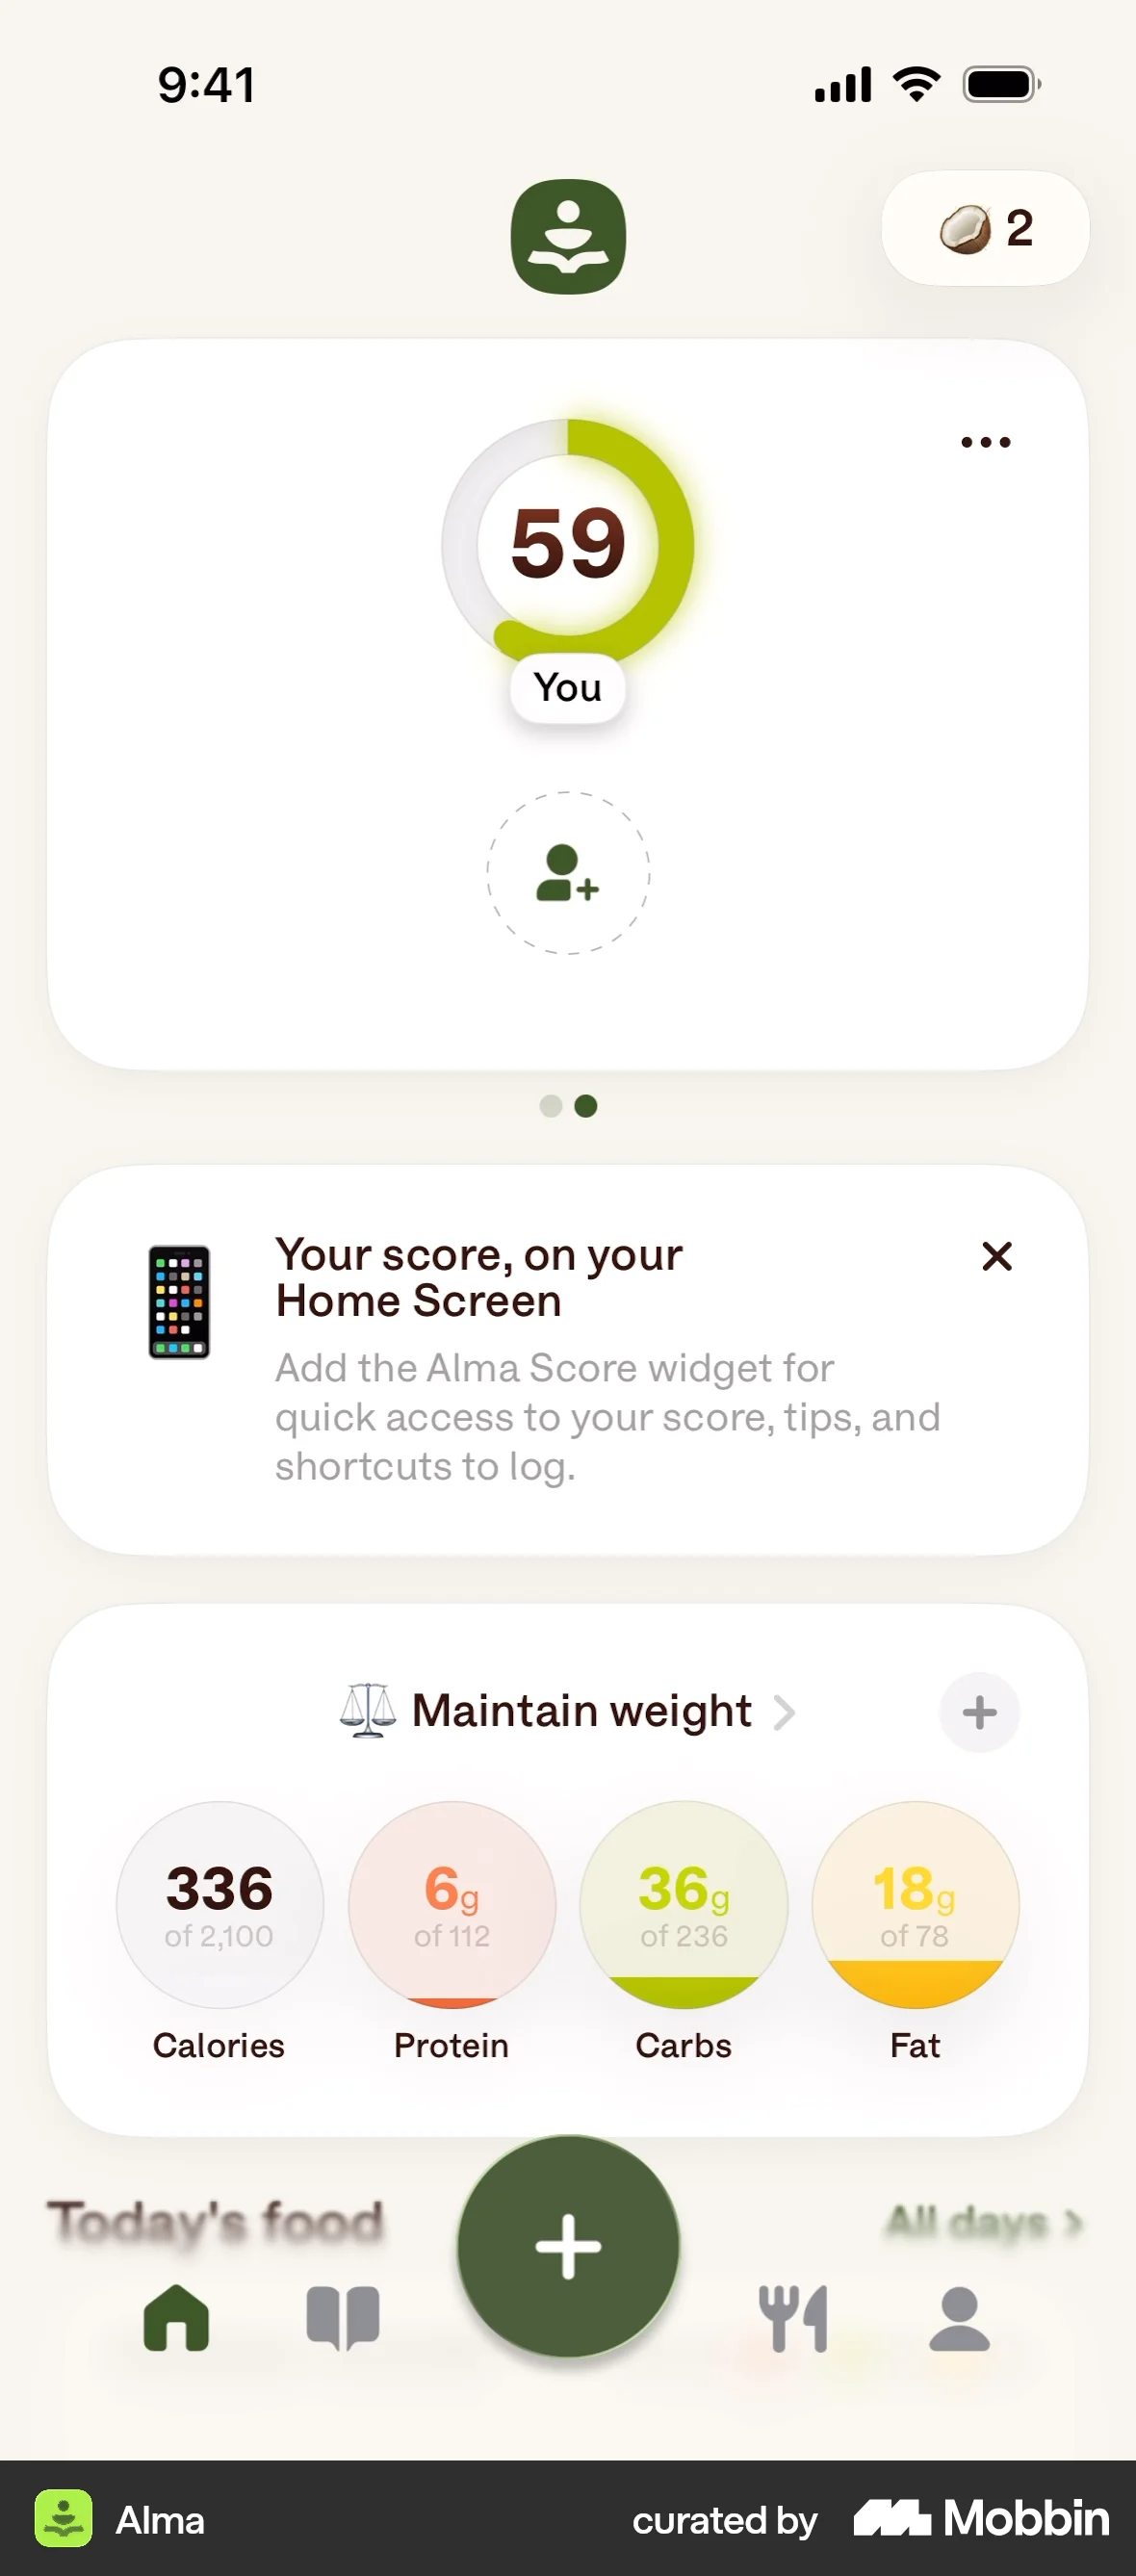 9:41
2
59
You
Your score, on your
Home Screen
Add the Alma Score widget for
quick access to your score, tips, and
shortcuts to log.
Maintain weight
336
of 2,100
Calories
6g
of 112
Protein
36g
of 236
Carbs
18g
of 78
Fat
Today's food
All days
Alma
curated by
Mobbin